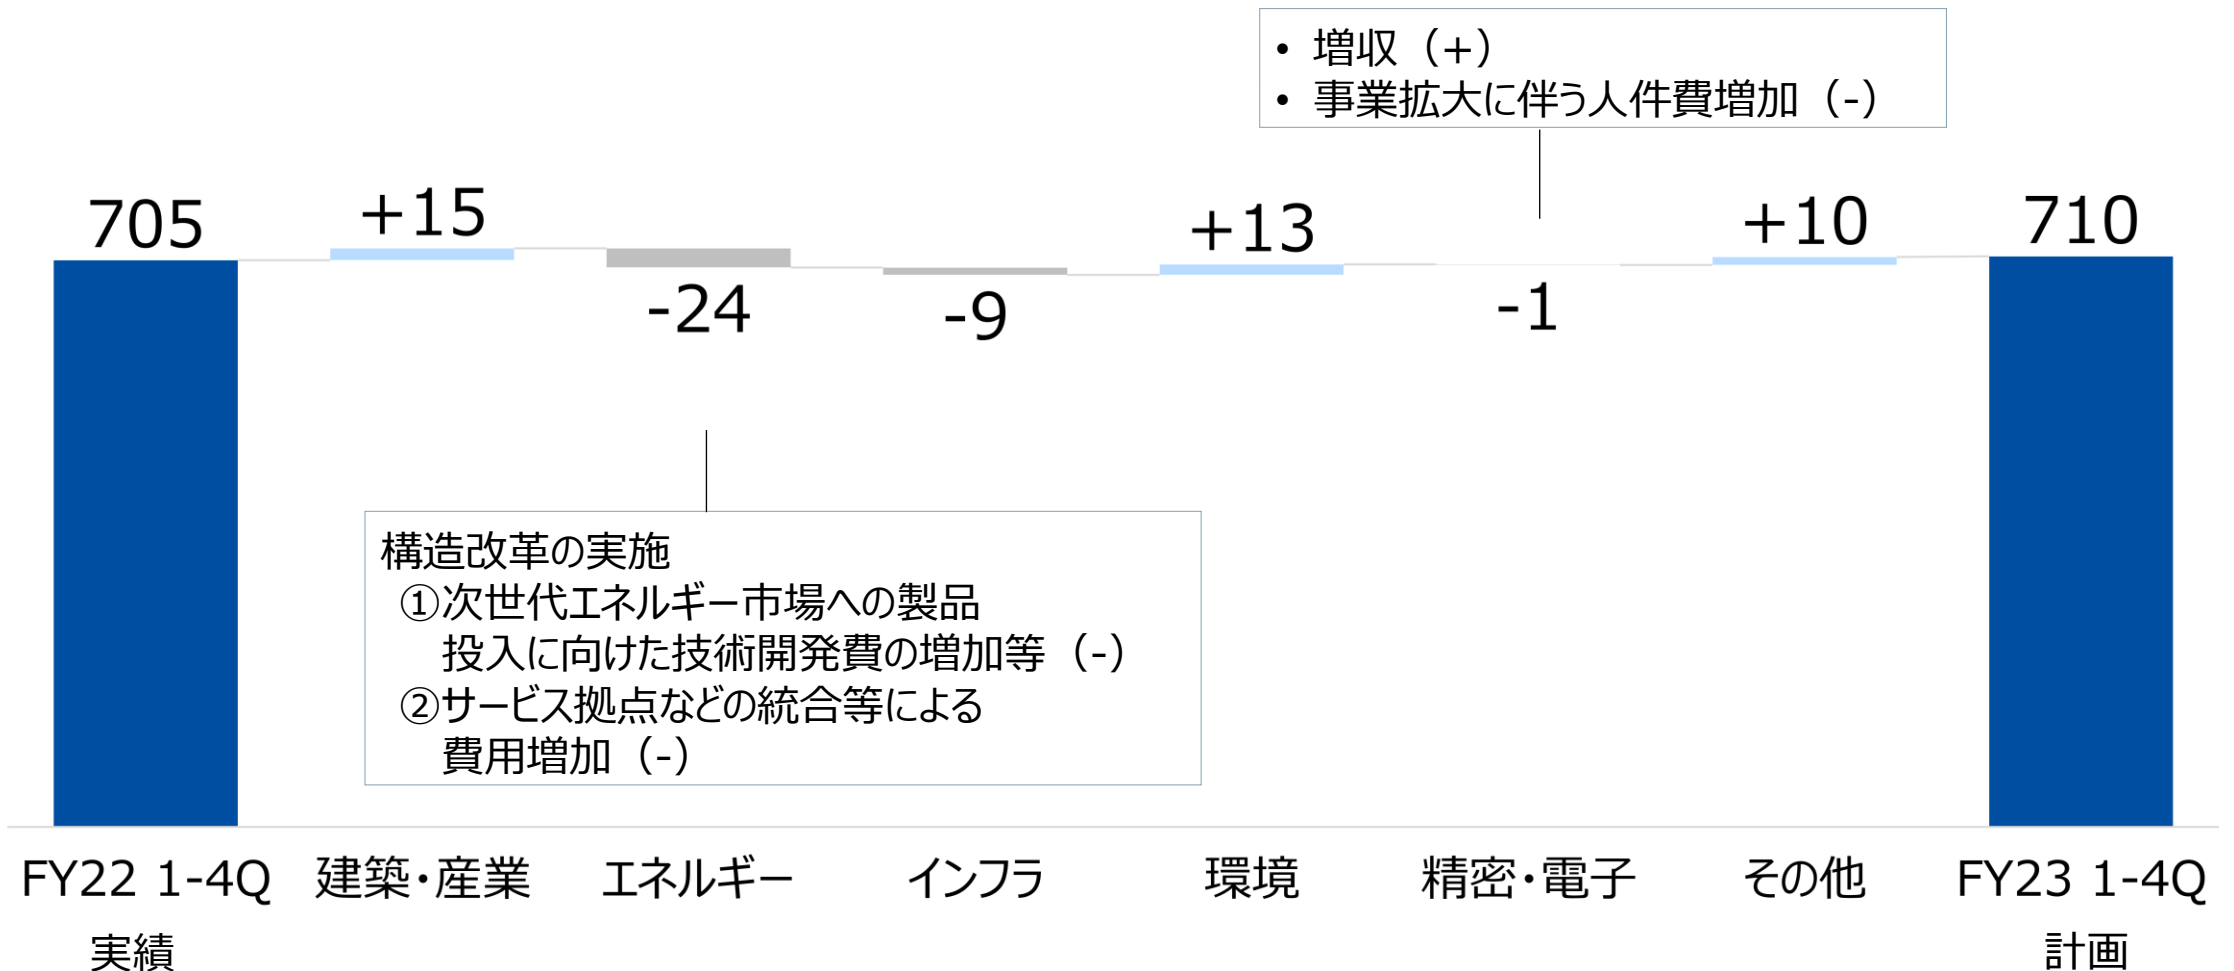 • 増収（+）
• 事業拡大に伴う人件費増加（-）
705
+15
-24
-9
+13
-1
+10
710
構造改革の実施
①次世代エネルギー市場への製品
投入に向けた技術開発費の増加等（-）
②サービス拠点などの統合等による
費用増加（-）
FY22 1-4Q
実績
建築・産業
エネルギー
インフラ
環境
精密・電子
その他
FY23 1-4Q
計画